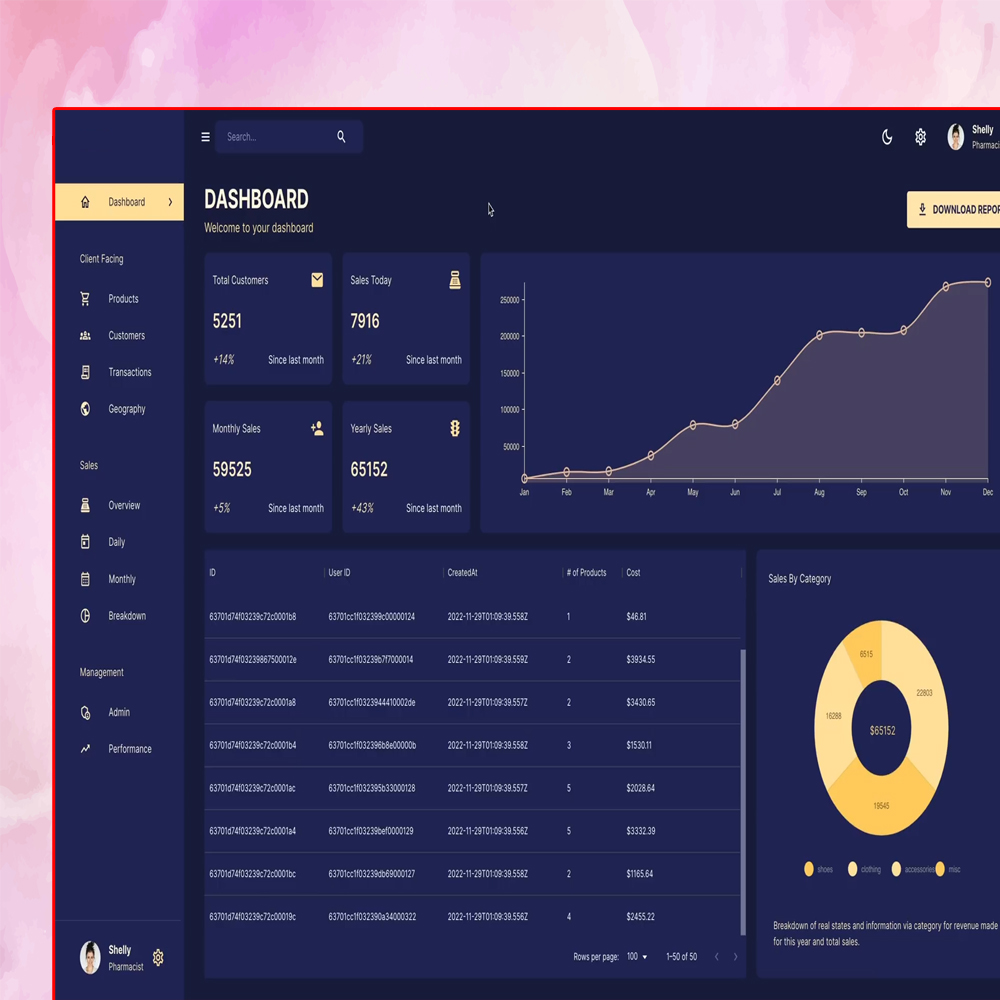 Search...
Shelly
Pharmaci
Dashboard
DASHBOARD
Welcome to your dashboard
DOWNLOAD REPOR
Client Facing
Products
Customers
Transactions
Geography
Sales
Overview
Daily
Monthly
Breakdown
Management
Admin
Performance
Shelly
Pharmacist
Total Customers
5251
+14% Since last month
Sales Today
7916
+21% Since last month
Monthly Sales
59525
+5% Since last month
Yearly Sales
65152
+43% Since last month
250000
200000
150000
100000
50000
Jan Feb Mar Apr May Jun Jul Aug Sep Oct Nov Dec
ID User ID CreatedAt # of Products Cost
63701d74f03239c72c0001b8 63701cc1f032399c00000124 2022-11-29T01:09:39.558Z 1 $46.81
63701d74f03239867500012e 63701cc1f03239b7f7000014 2022-11-29T01:09:39.559Z 2 $3934.55
63701d74f03239c72c0001a8 63701cc1f0323944410002de 2022-11-29T01:09:39.557Z 2 $3430.65
63701d74f03239c72c0001b4 63701cc1f032396b8e00000b 2022-11-29T01:09:39.558Z 3 $1530.11
63701d74f03239c72c0001ac 63701cc1f032395b33000128 2022-11-29T01:09:39.557Z 5 $2028.64
63701d74f03239c72c0001a4 63701cc1f03239bef0000129 2022-11-29T01:09:39.556Z 5 $3332.39
63701d74f03239c72c0001bc 63701cc1f03239db69000127 2022-11-29T01:09:39.558Z 2 $1165.64
63701d74f03239c72c00019c 63701cc1f032390a34000322 2022-11-29T01:09:39.556Z 4 $2455.22
Rows per page: 100 1–50 of 50
Sales By Category
6515
22803
16288
$65152
19545
shoes clothing accessories misc
Breakdown of real states and information via category for revenue made
for this year and total sales.